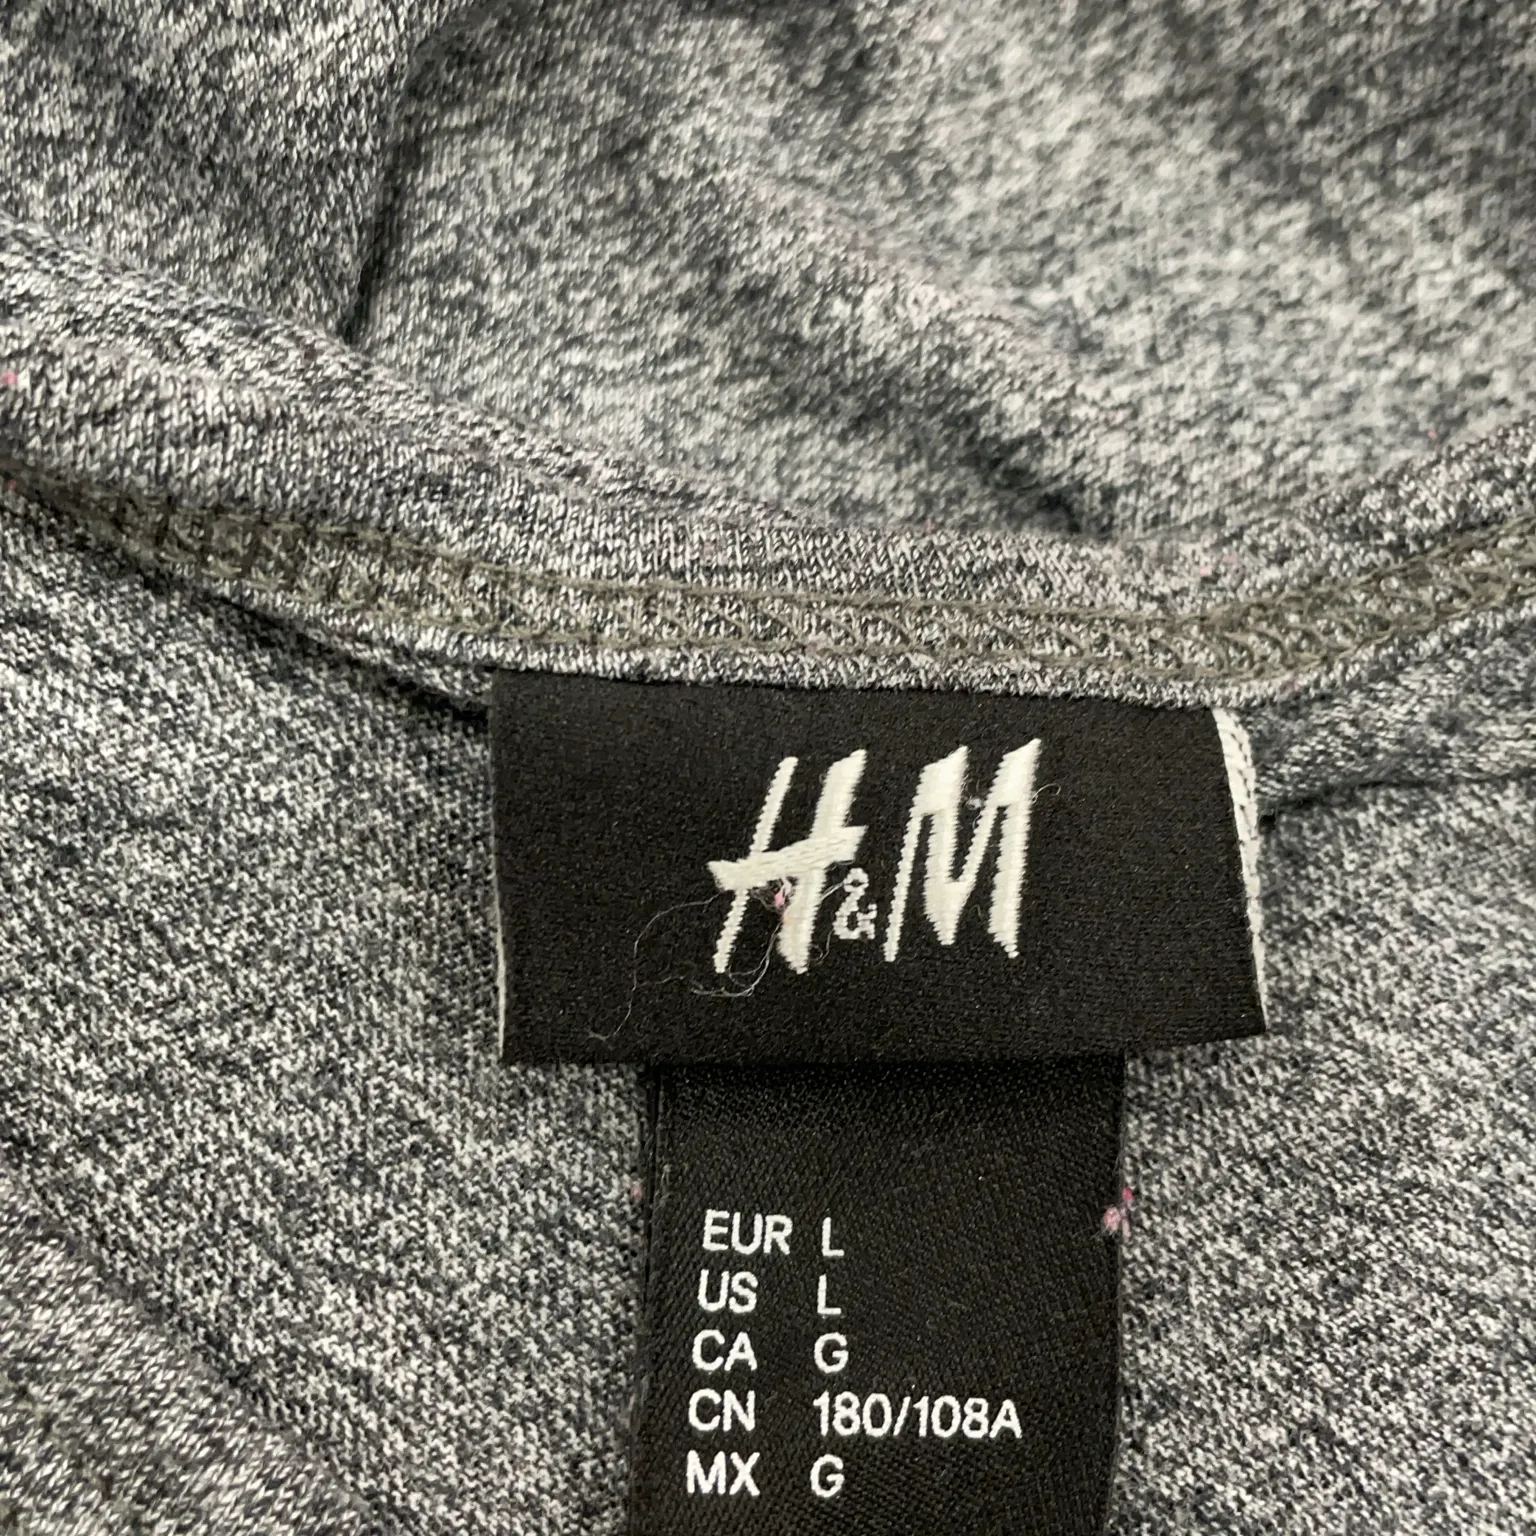 H&M
EUR L
US L
CA G
CN 180/108A
MX G